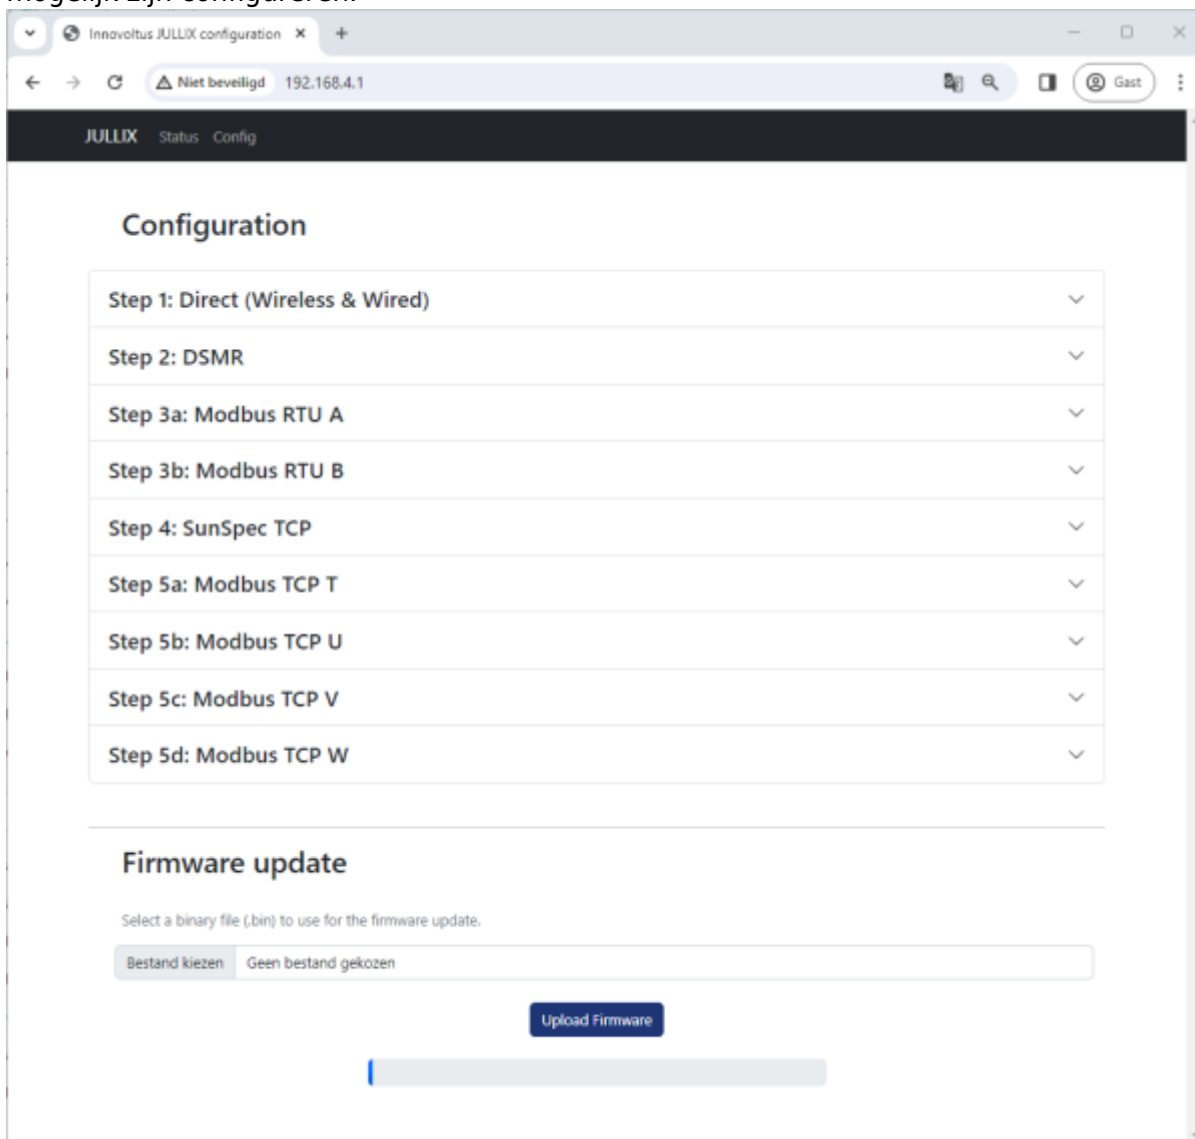 mogelijk zijn configureren.
Innovoltus JULLIX configuration
Niet beveiligd 192.168.4.1 Gast
JULLIX Status Config
Configuration
Step 1: Direct (Wireless & Wired)
Step 2: DSMR
Step 3a: Modbus RTU A
Step 3b: Modbus RTU B
Step 4: SunSpec TCP
Step 5a: Modbus TCP T
Step 5b: Modbus TCP U
Step 5c: Modbus TCP V
Step 5d: Modbus TCP W
Firmware update
Select a binary file (.bin) to use for the firmware update.
Bestand kiezen Geen bestand gekozen
Upload Firmware